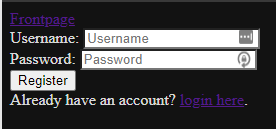 Frontpage
Username: Username
Password: Password
Register
Already have an account? login here.